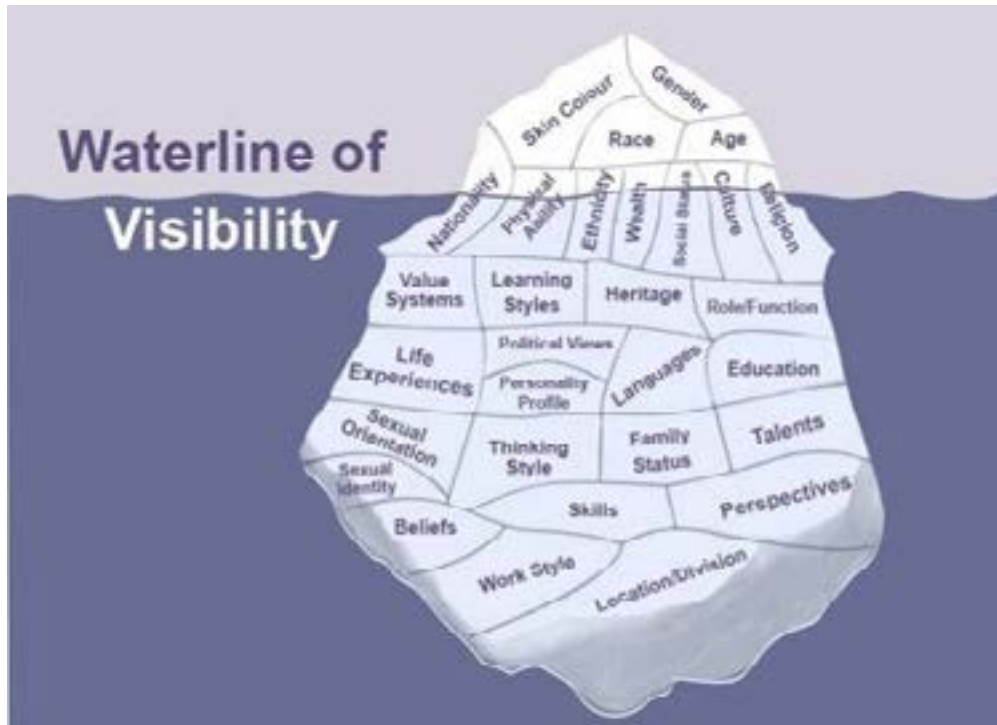 Waterline of
Visibility
Skin Colour
Gender
Race
Age
Nationality
Physical
Ability
Ethnicity
Wealth
Social Status
Culture
Religion
Value
Systems
Learning
Styles
Heritage
Role/Function
Life
Experiences
Political Views
Personality
Profile
Languages
Education
Sexual
Orientation
Sexual
Identity
Thinking
Style
Family
Status
Talents
Beliefs
Skills
Perspectives
Work Style
Location/Division